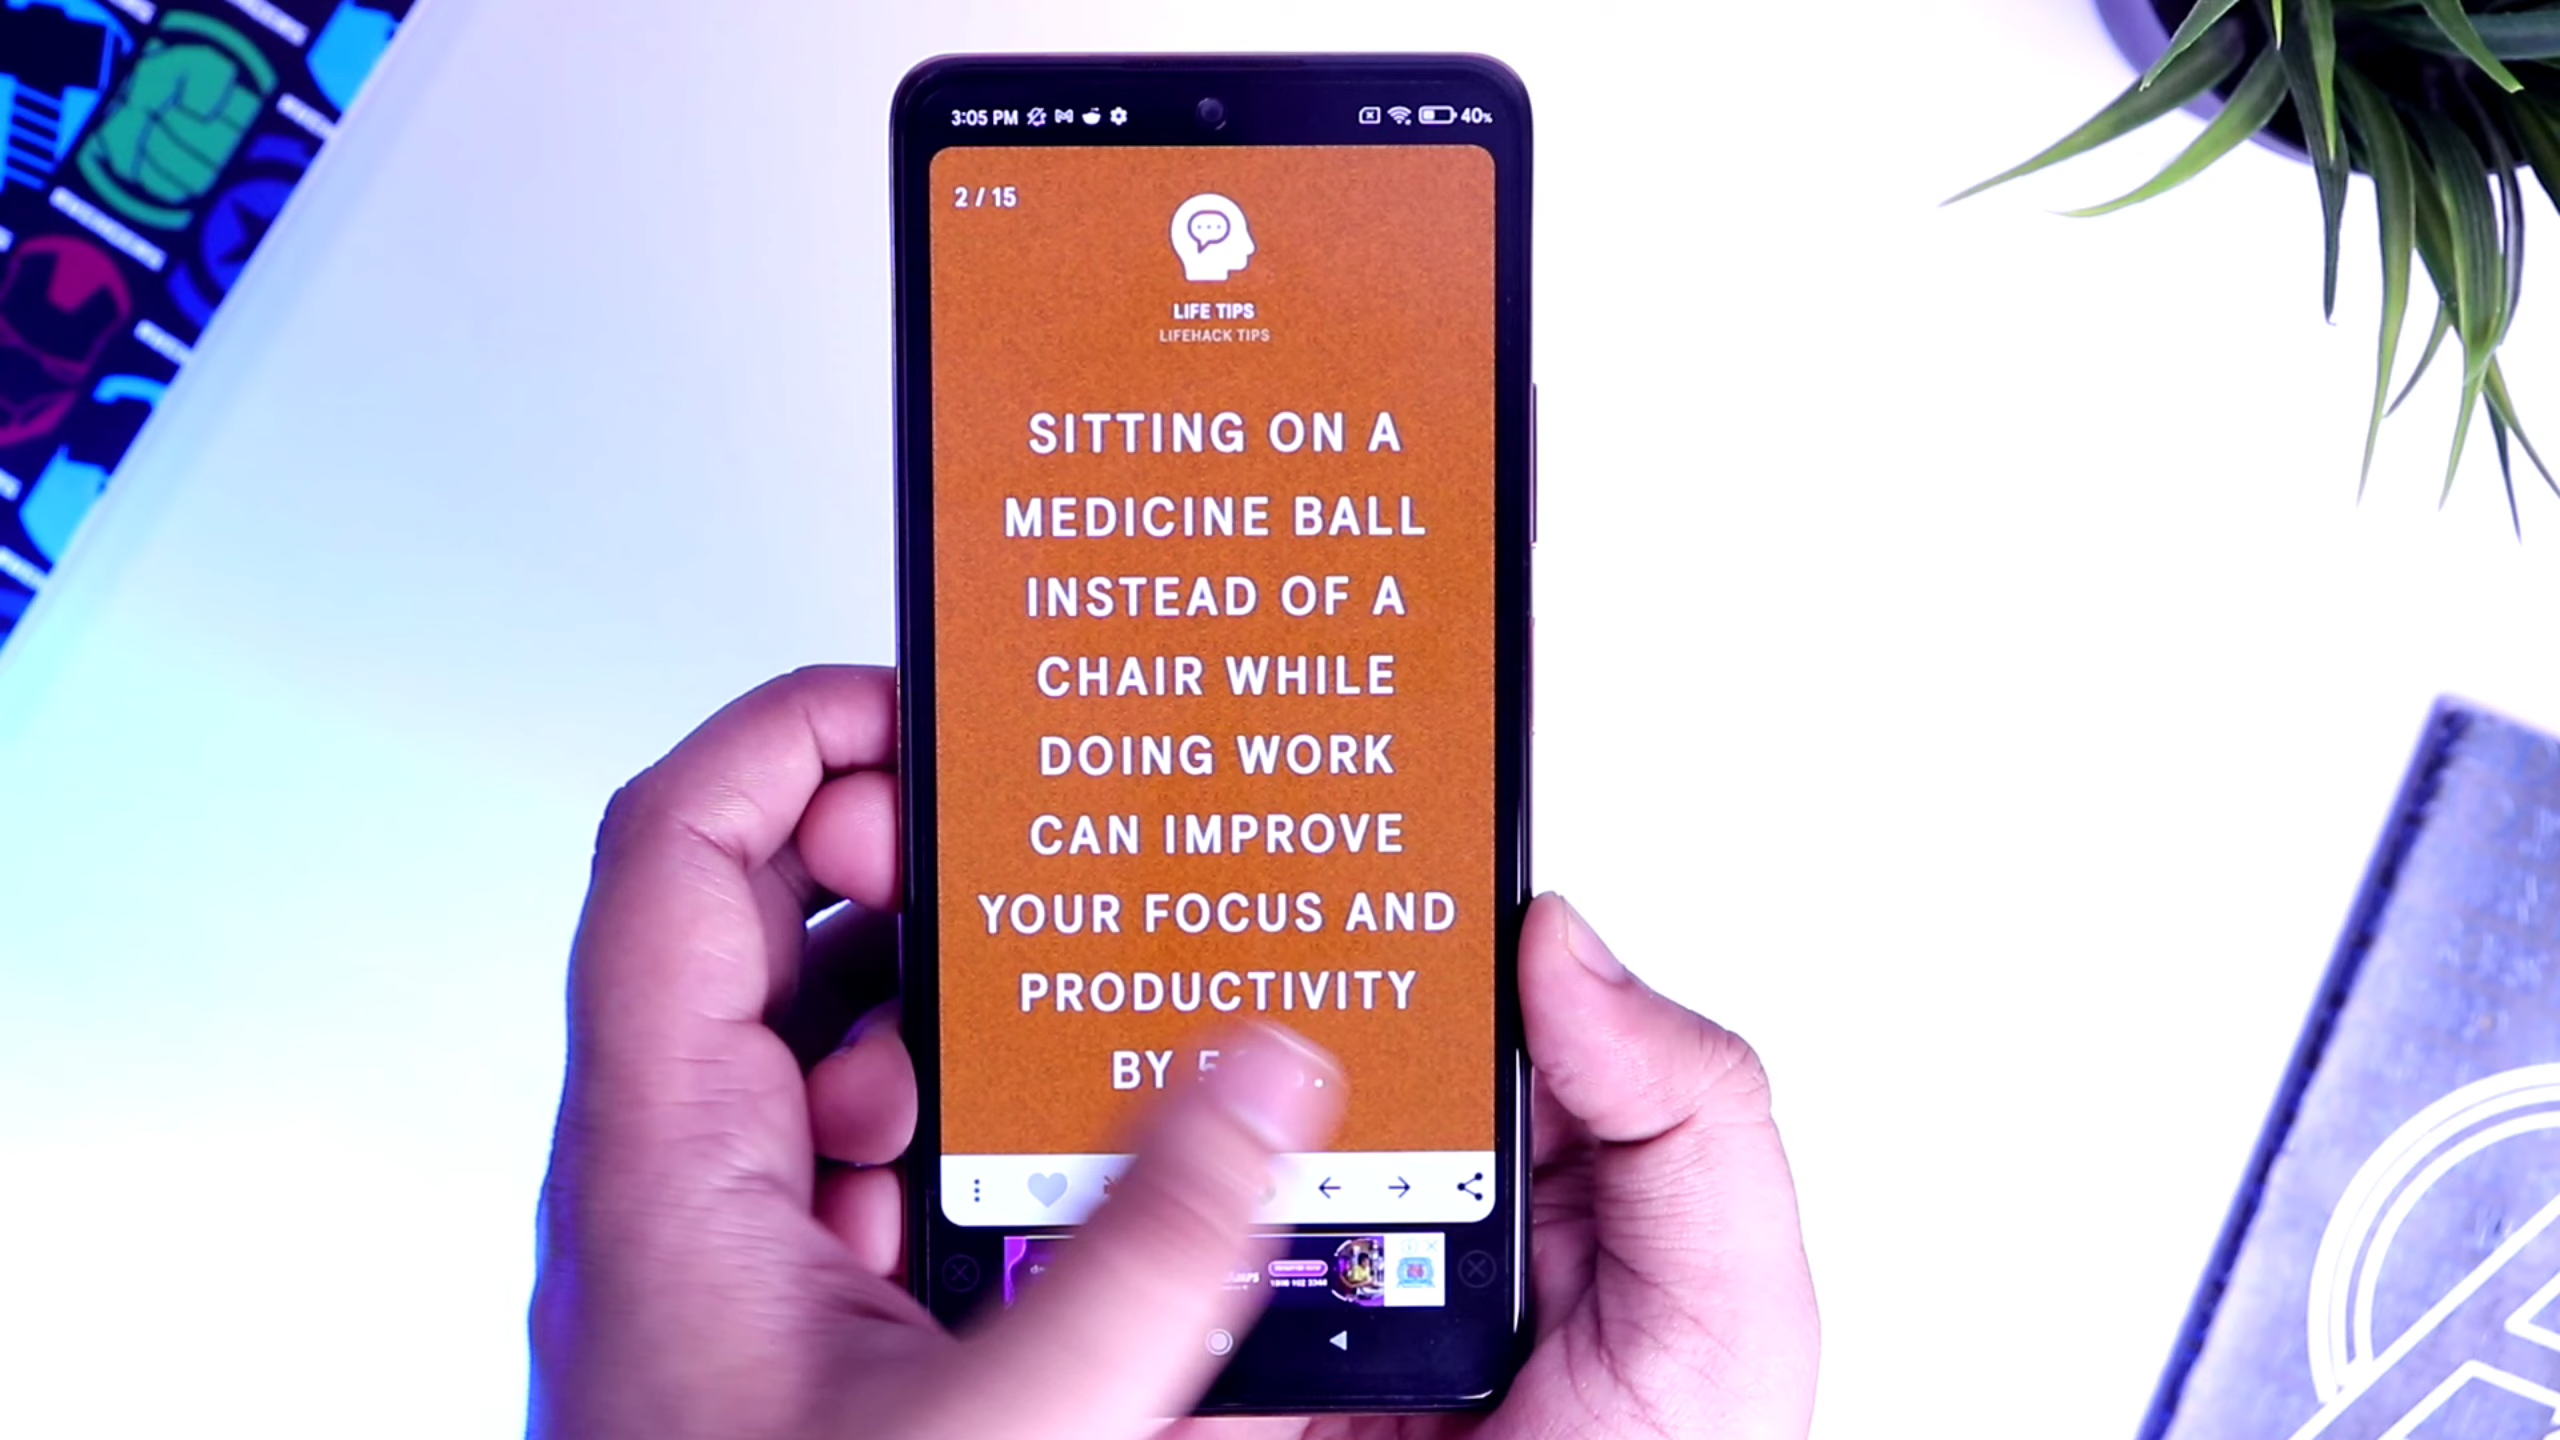 3:05 PM
40%
2 / 15
LIFE TIPS
LIFEHACK TIPS
SITTING ON A
MEDICINE BALL
INSTEAD OF A
CHAIR WHILE
DOING WORK
CAN IMPROVE
YOUR FOCUS AND
PRODUCTIVITY
BY